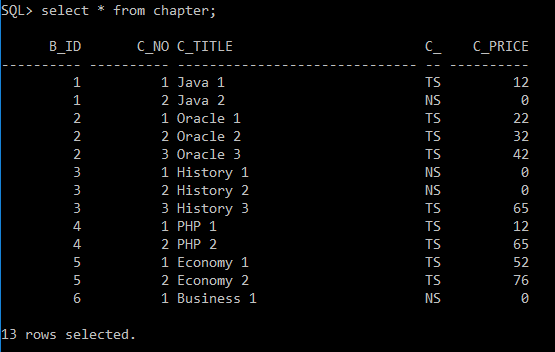 SQL> select * from chapter;
B_ID C_NO C_TITLE C_ C_PRICE
---------- ---------- ------------------------------ -- ----------
1 1 Java 1 TS 12
1 2 Java 2 NS 0
2 1 Oracle 1 TS 22
2 2 Oracle 2 TS 32
2 3 Oracle 3 TS 42
3 1 History 1 NS 0
3 2 History 2 NS 0
3 3 History 3 TS 65
4 1 PHP 1 TS 12
4 2 PHP 2 TS 65
5 1 Economy 1 TS 52
5 2 Economy 2 TS 76
6 1 Business 1 NS 0
13 rows selected.